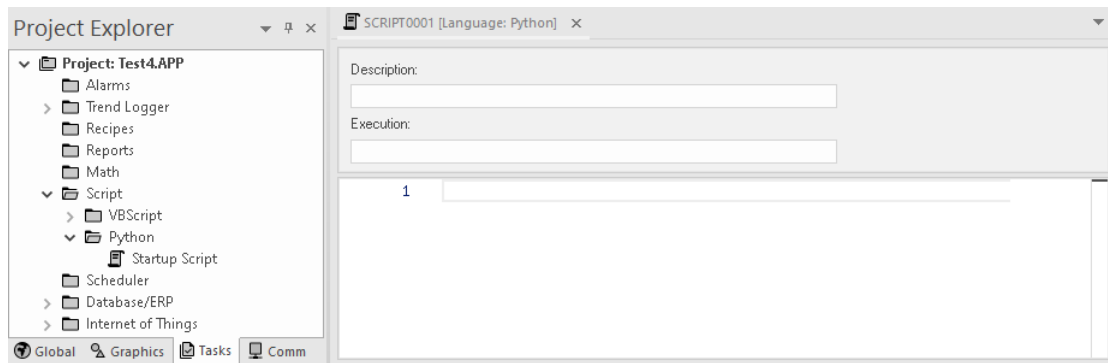 Project Explorer
Project: Test4.APP
Alarms
Trend Logger
Recipes
Reports
Math
Script
VBScript
Python
Startup Script
Scheduler
Database/ERP
Internet of Things
Global Graphics Tasks Comm
SCRIPT0001 [Language: Python]
Description:
Execution:
1